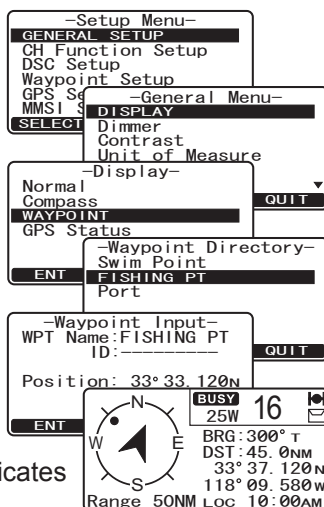 –Setup Menu–
GENERAL SETUP
CH Function Setup
DSC Setup
Waypoint Setup
GPS Se
MMSI S
SELECT
–General Menu–
DISPLAY
Dimmer
Contrast
Unit of Measure
QUIT
–Display–
Normal
Compass
WAYPOINT
GPS Status
ENT
–Waypoint Directory–
Swim Point
FISHING PT
Port
QUIT
–Waypoint Input–
WPT Name:FISHING PT
ID:---------
Position: 33°33.120N
ENT
N
W E
S
Range 50NM
BUSY
25W 16
BRG:300° T
DST:45.0NM
33°37.120N
118°09.580W
LOC 10:00AM
icates